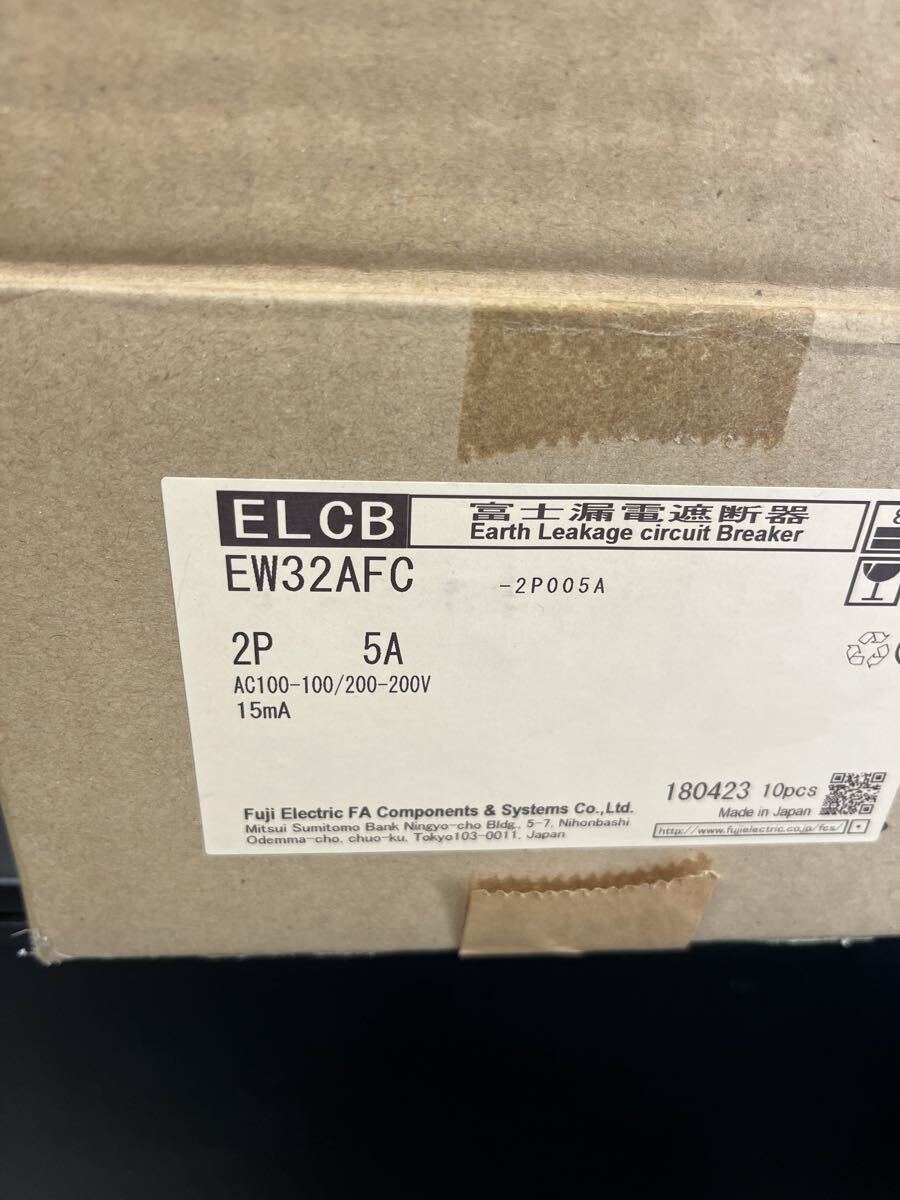 ELCB
富士漏電遮断器
Earth Leakage circuit Breaker
EW32AFC -2P005A
2P 5A
AC100-100/200-200V
15mA
180423 10pcs
Made in Japan
Fuji Electric FA Components & Systems Co.,Ltd.
Mitsui Sumitomo Bank Ningyo-cho Bldg., 5-7, Nihonbashi
Odemma-cho, chuo-ku, Tokyo103-0011, Japan
http://www.fujielectric.co.jp/fcs/